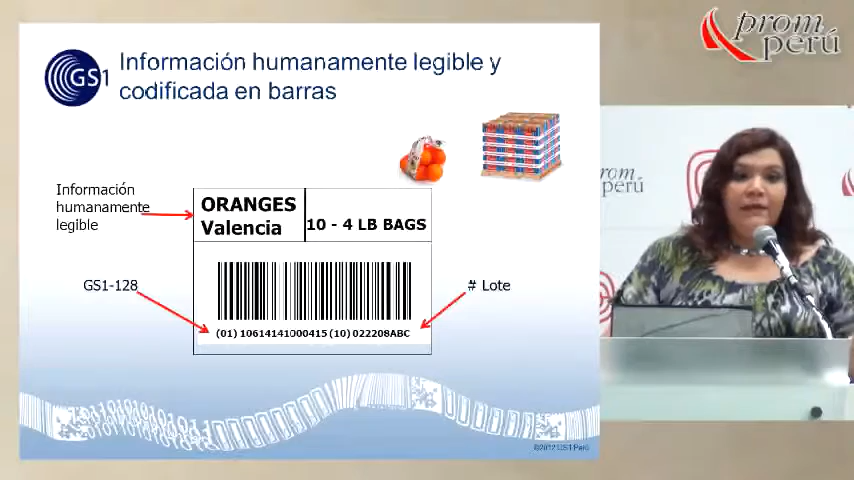 GS1
Información humanamente legible y
codificada en barras
prom
perú
Información
humanamente
legible
ORANGES
Valencia
10 - 4 LB BAGS
GS1-128
# Lote
(01) 10614141000415 (10) 022208ABC
prom
perú
perú